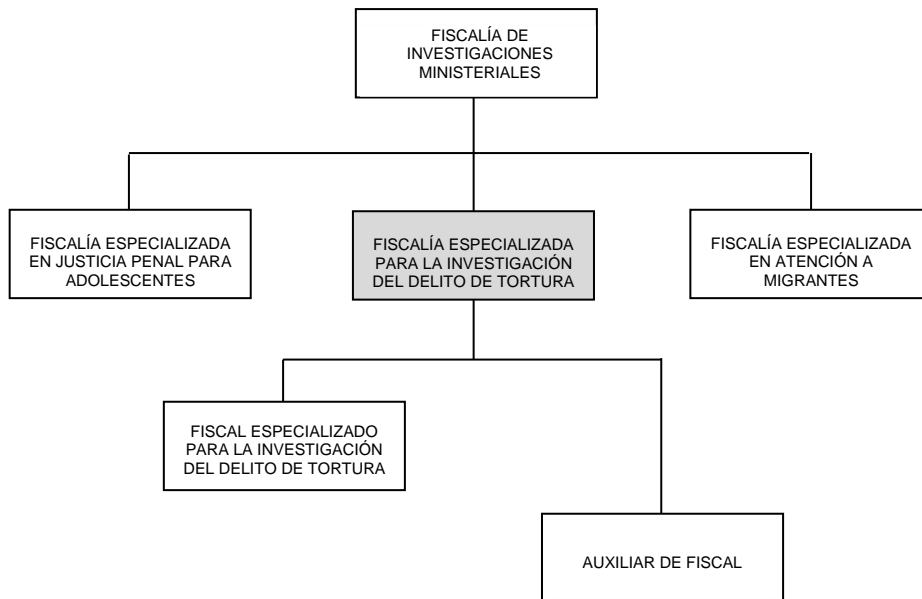 FISCALÍA DE
INVESTIGACIONES
MINISTERIALES
FISCALÍA ESPECIALIZADA
EN JUSTICIA PENAL PARA
ADOLESCENTES
FISCALÍA ESPECIALIZADA
PARA LA INVESTIGACIÓN
DEL DELITO DE TORTURA
FISCALÍA ESPECIALIZADA
EN ATENCIÓN A
MIGRANTES
FISCAL ESPECIALIZADO
PARA LA INVESTIGACIÓN
DEL DELITO DE TORTURA
AUXILIAR DE FISCAL